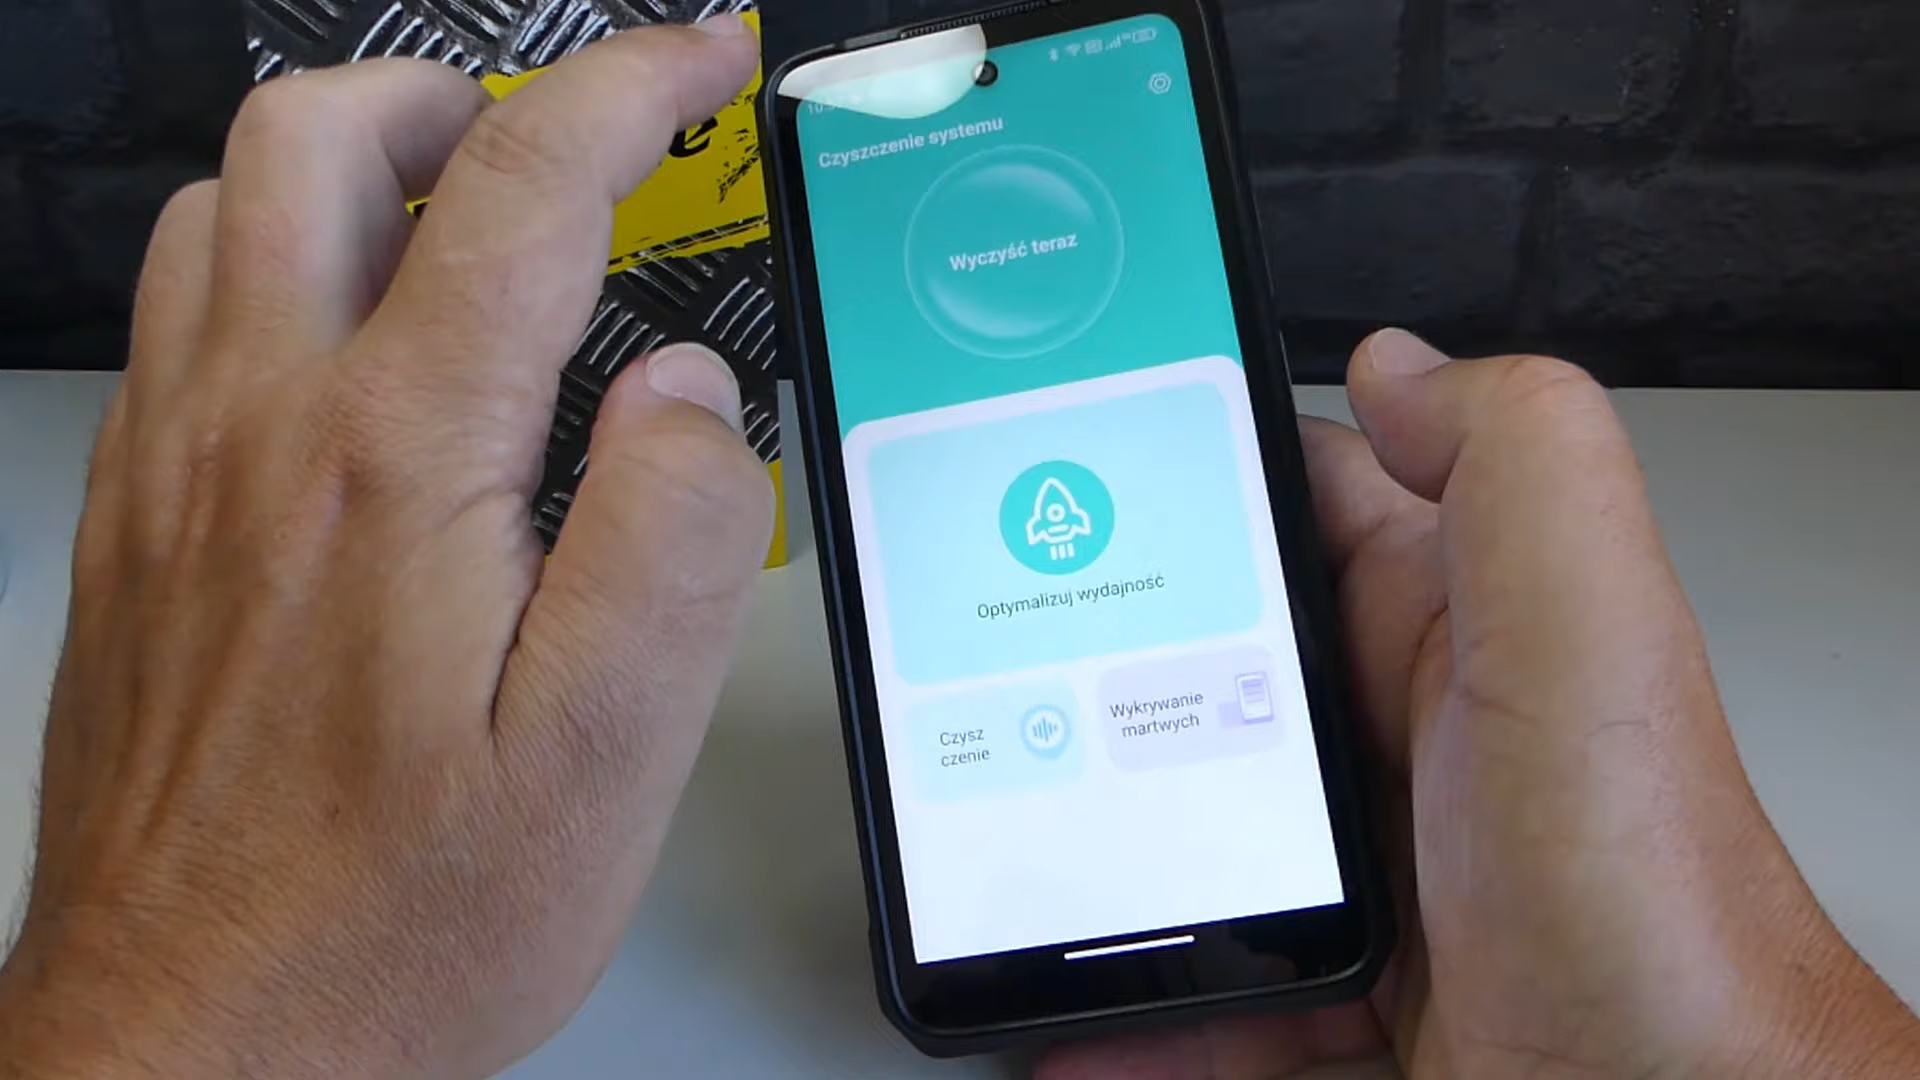 Czyszczenie systemu
Wyczyść teraz
Optymalizuj wydajność
Czysz
czenie
Wykrywanie
martwych